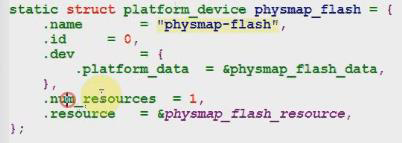 static struct platform_device physmap_flash = {
.name = "physmap-flash",
.id = 0,
.dev = {
.platform_data = &physmap_flash_data,
},
.num_resources = 1,
.resource = &physmap_flash_resource,
};